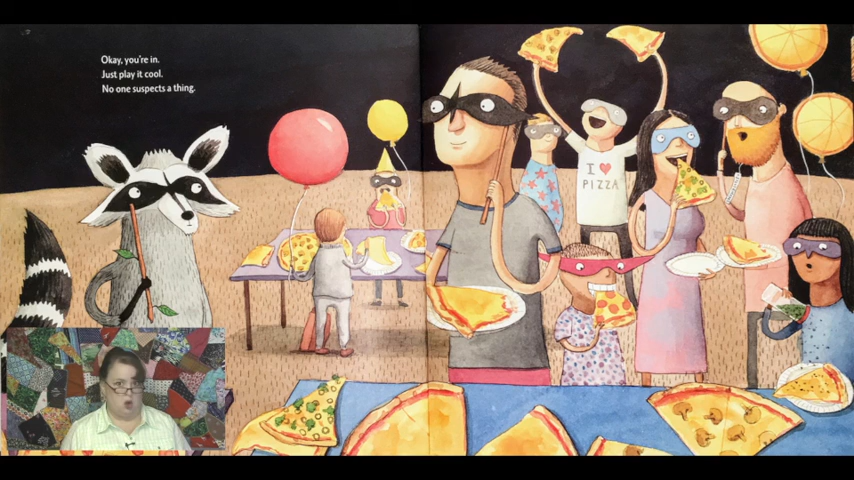 Okay, you're in.
Just play it cool.
No one suspects a thing.
I ♥
PIZZA